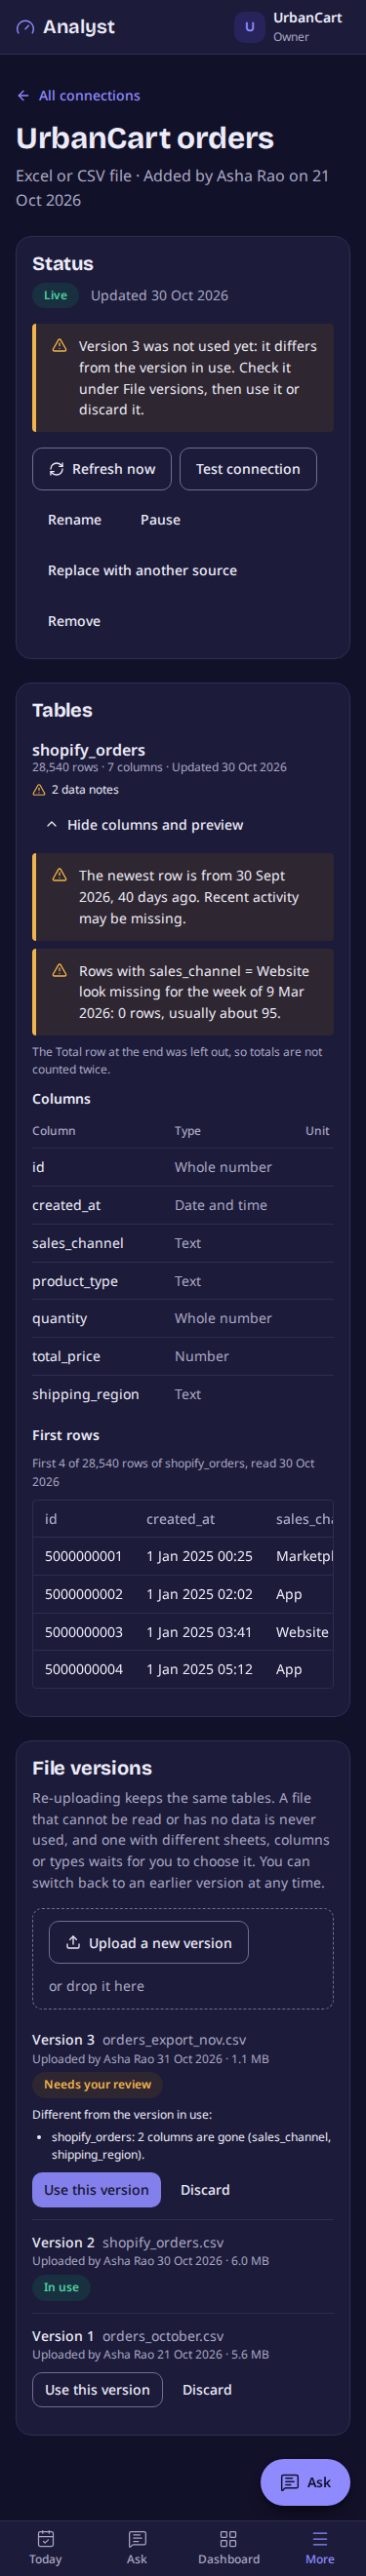 Analyst
U
UrbanCart
Owner
All connections
UrbanCart orders
Excel or CSV file · Added by Asha Rao on 21
Oct 2026
Status
Live Updated 30 Oct 2026
Version 3 was not used yet: it differs
from the version in use. Check it
under File versions, then use it or
discard it.
Refresh now Test connection
Rename Pause
Replace with another source
Remove
Tables
shopify_orders
28,540 rows · 7 columns · Updated 30 Oct 2026
2 data notes
Hide columns and preview
The newest row is from 30 Sept
2026, 40 days ago. Recent activity
may be missing.
Rows with sales_channel = Website
look missing for the week of 9 Mar
2026: 0 rows, usually about 95.
The Total row at the end was left out, so totals are not
counted twice.
Columns
Column Type Unit
id Whole number
created_at Date and time
sales_channel Text
product_type Text
quantity Whole number
total_price Number
shipping_region Text
First rows
First 4 of 28,540 rows of shopify_orders, read 30 Oct
2026
id created_at sales_cha
5000000001 1 Jan 2025 00:25 Marketpl
5000000002 1 Jan 2025 02:02 App
5000000003 1 Jan 2025 03:41 Website
5000000004 1 Jan 2025 05:12 App
File versions
Re-uploading keeps the same tables. A file
that cannot be read or has no data is never
used, and one with different sheets, columns
or types waits for you to choose it. You can
switch back to an earlier version at any time.
Upload a new version
or drop it here
Version 3 orders_export_nov.csv
Uploaded by Asha Rao 31 Oct 2026 · 1.1 MB
Needs your review
Different from the version in use:
• shopify_orders: 2 columns are gone (sales_channel,
shipping_region).
Use this version Discard
Version 2 shopify_orders.csv
Uploaded by Asha Rao 30 Oct 2026 · 6.0 MB
In use
Version 1 orders_october.csv
Uploaded by Asha Rao 21 Oct 2026 · 5.6 MB
Use this version Discard
Ask
Today Ask Dashboard More